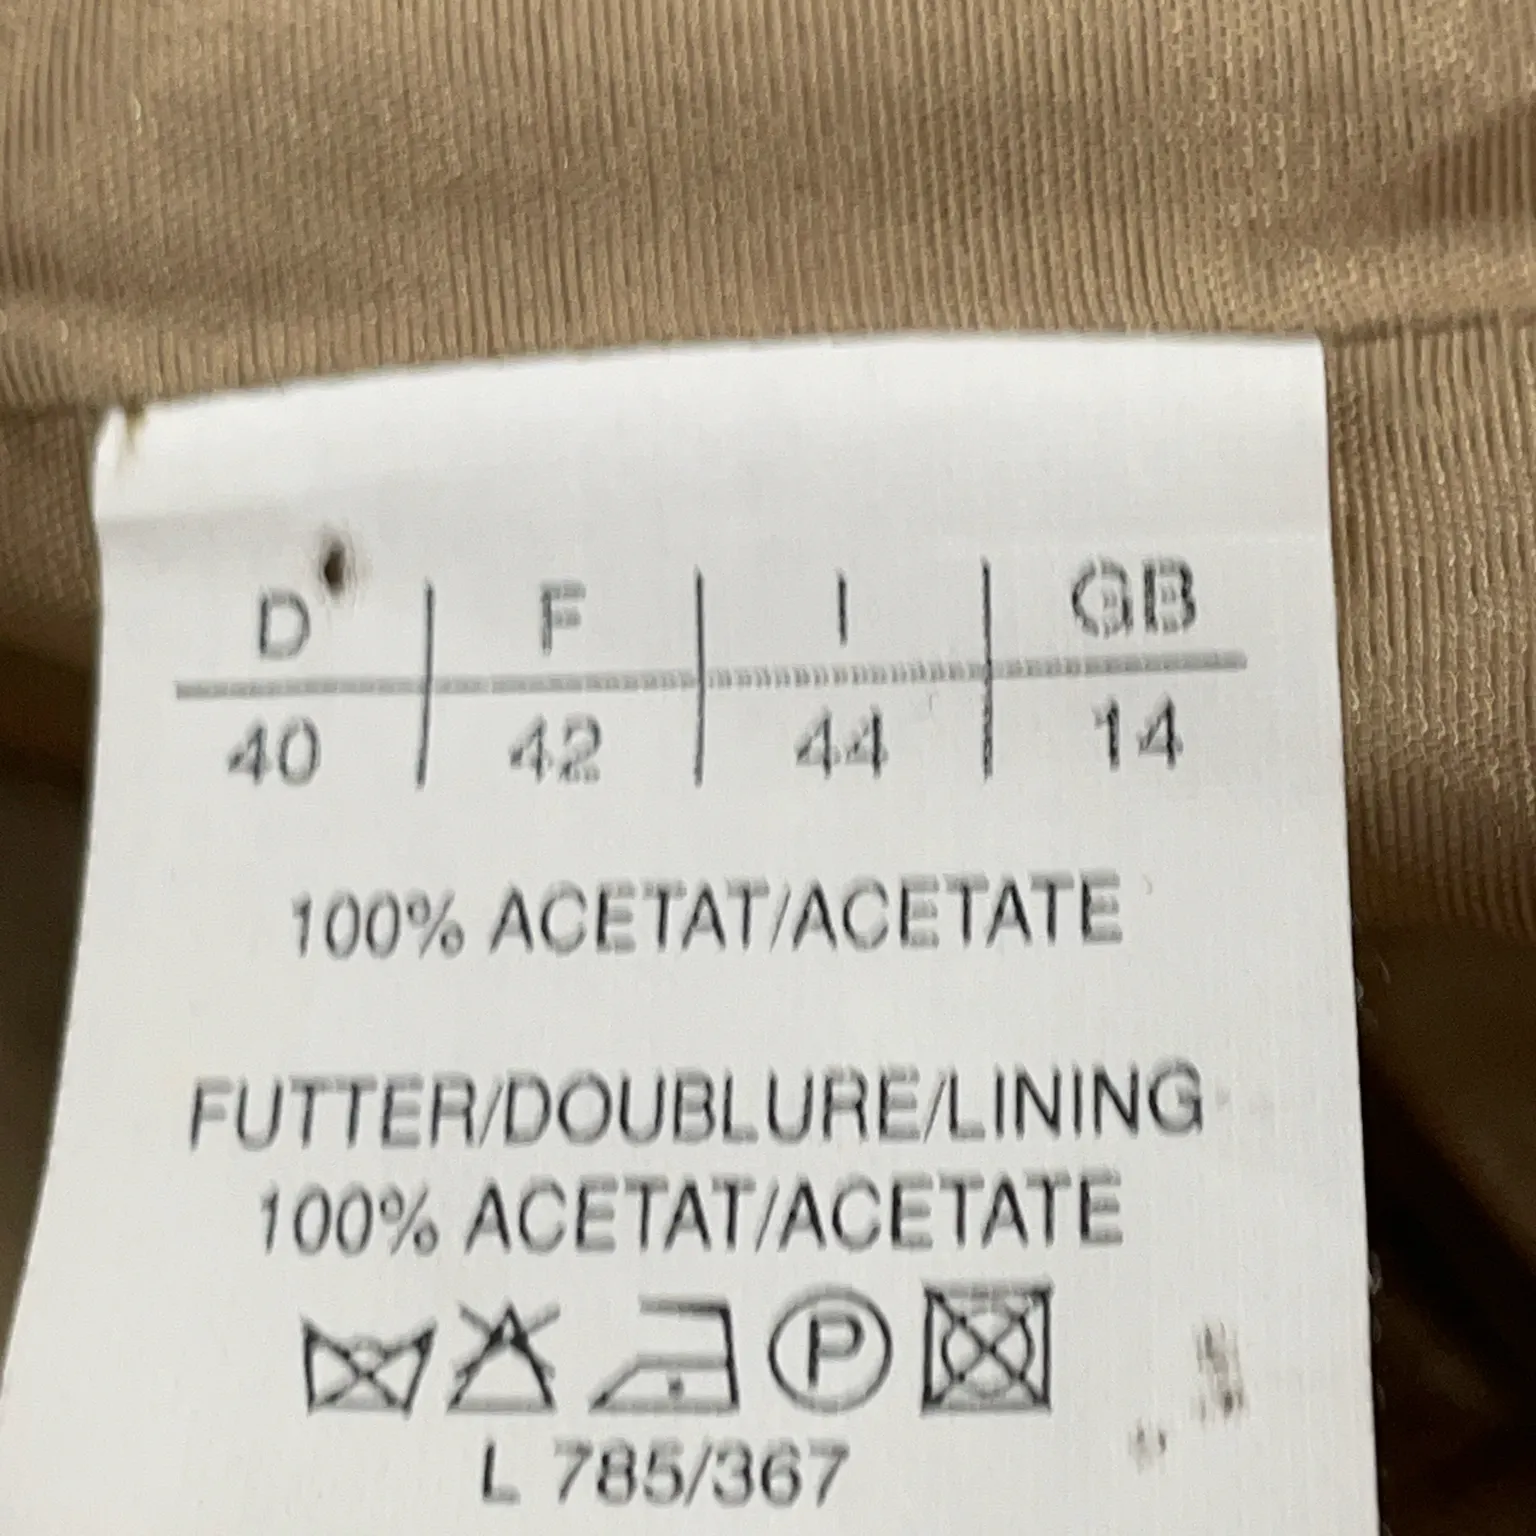 D F I GB
40 42 44 14
100% ACETAT/ACETATE
FUTTER/DOUBLURE/LINING
100% ACETAT/ACETATE
P
L 785/367